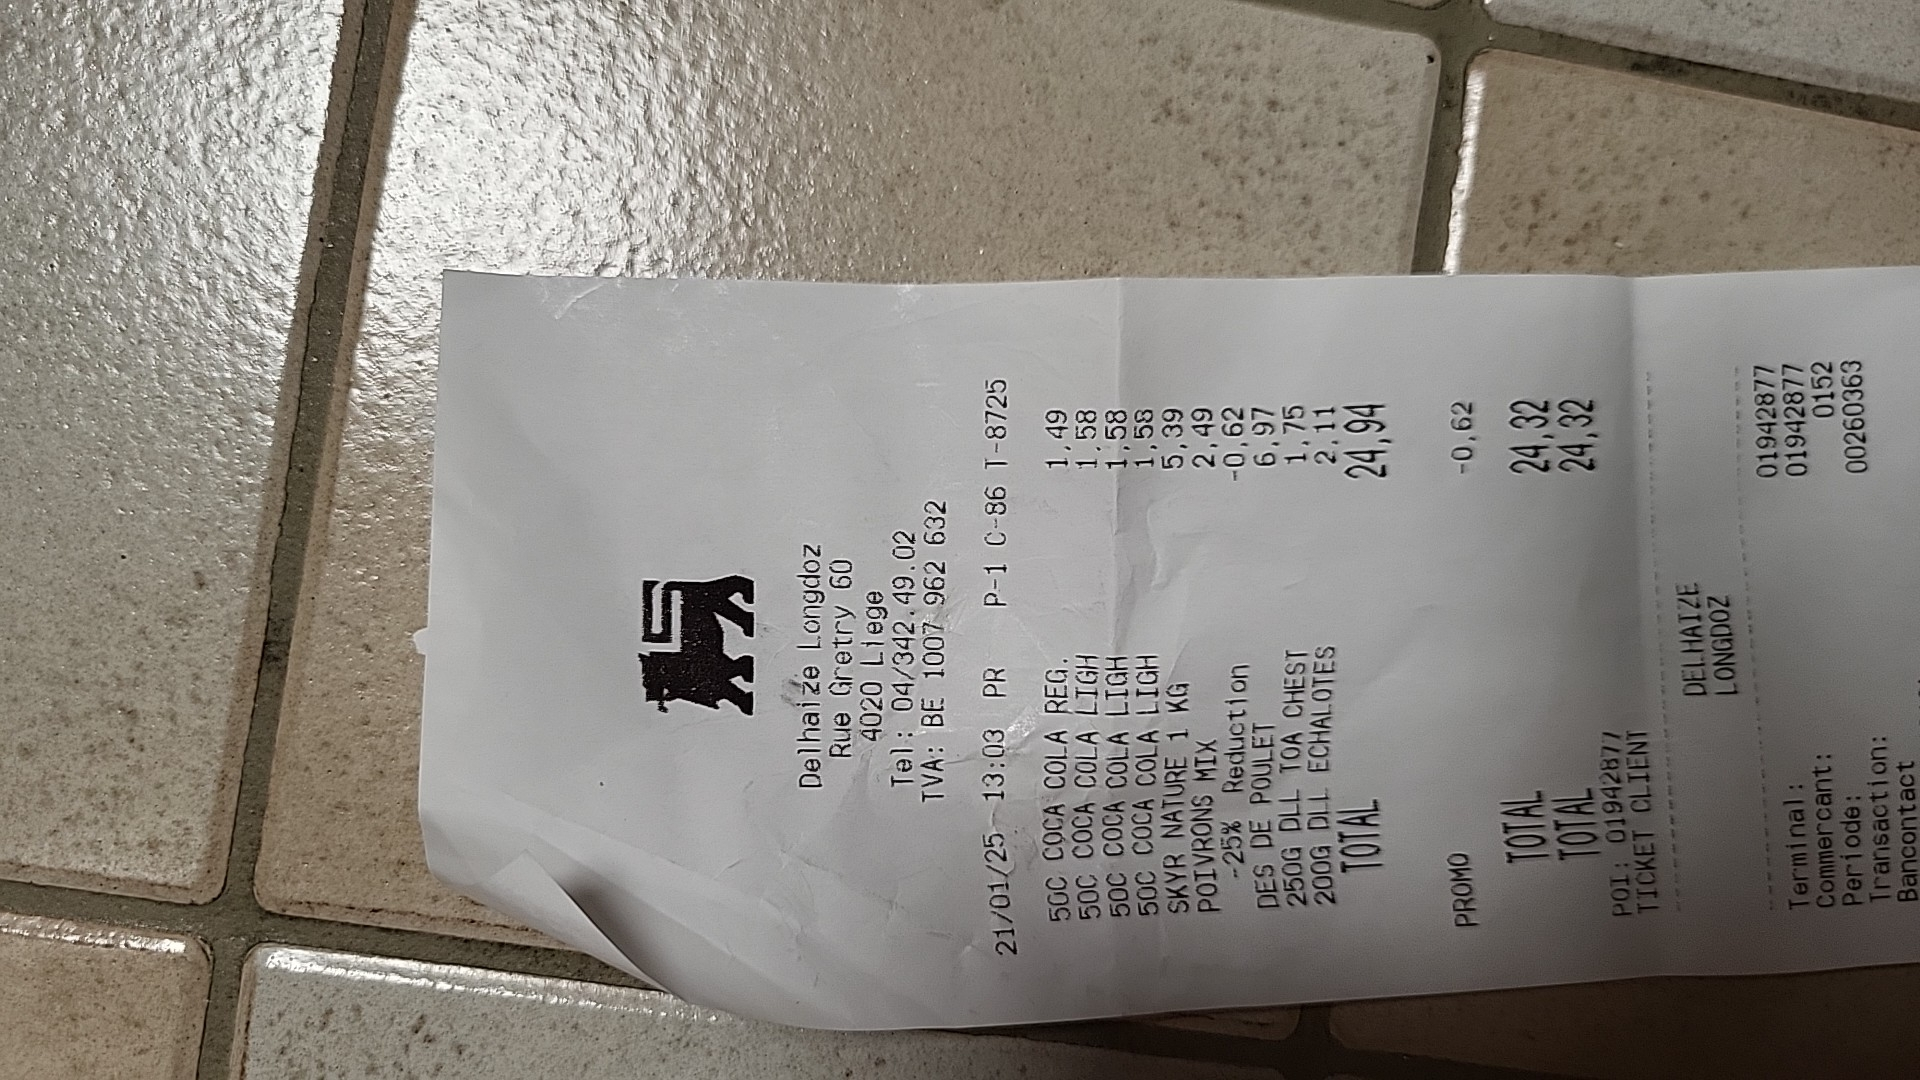 Delhaize Longdoz
Rue Gretry 60
4020 Liege
Tel: 04/342.49.02
TVA: BE 1007 962 632
21/01/25 13:03 PR P-1 C-86 T-8725
50C COCA COLA REG. 1,49
50C COCA COLA LIGH 1,58
50C COCA COLA LIGH 1,58
50C COCA COLA LIGH 1,58
SKYR NATURE 1 KG 5,39
POIVRONS MIX 2,49
-25% Reduction -0,62
DES DE POULET 6,97
250G DLL TOA CHEST 1,75
200G DLL ECHALOTES 2,11
TOTAL 24,94
PROMO -0,62
TOTAL 24,32
TOTAL 24,32
POI: 01942877
TICKET CLIENT
DELHAIZE
LONGDOZ
Terminal: 01942877
Commercant: 01942877
Periode: 0152
Transaction: 00260363
Bancontact